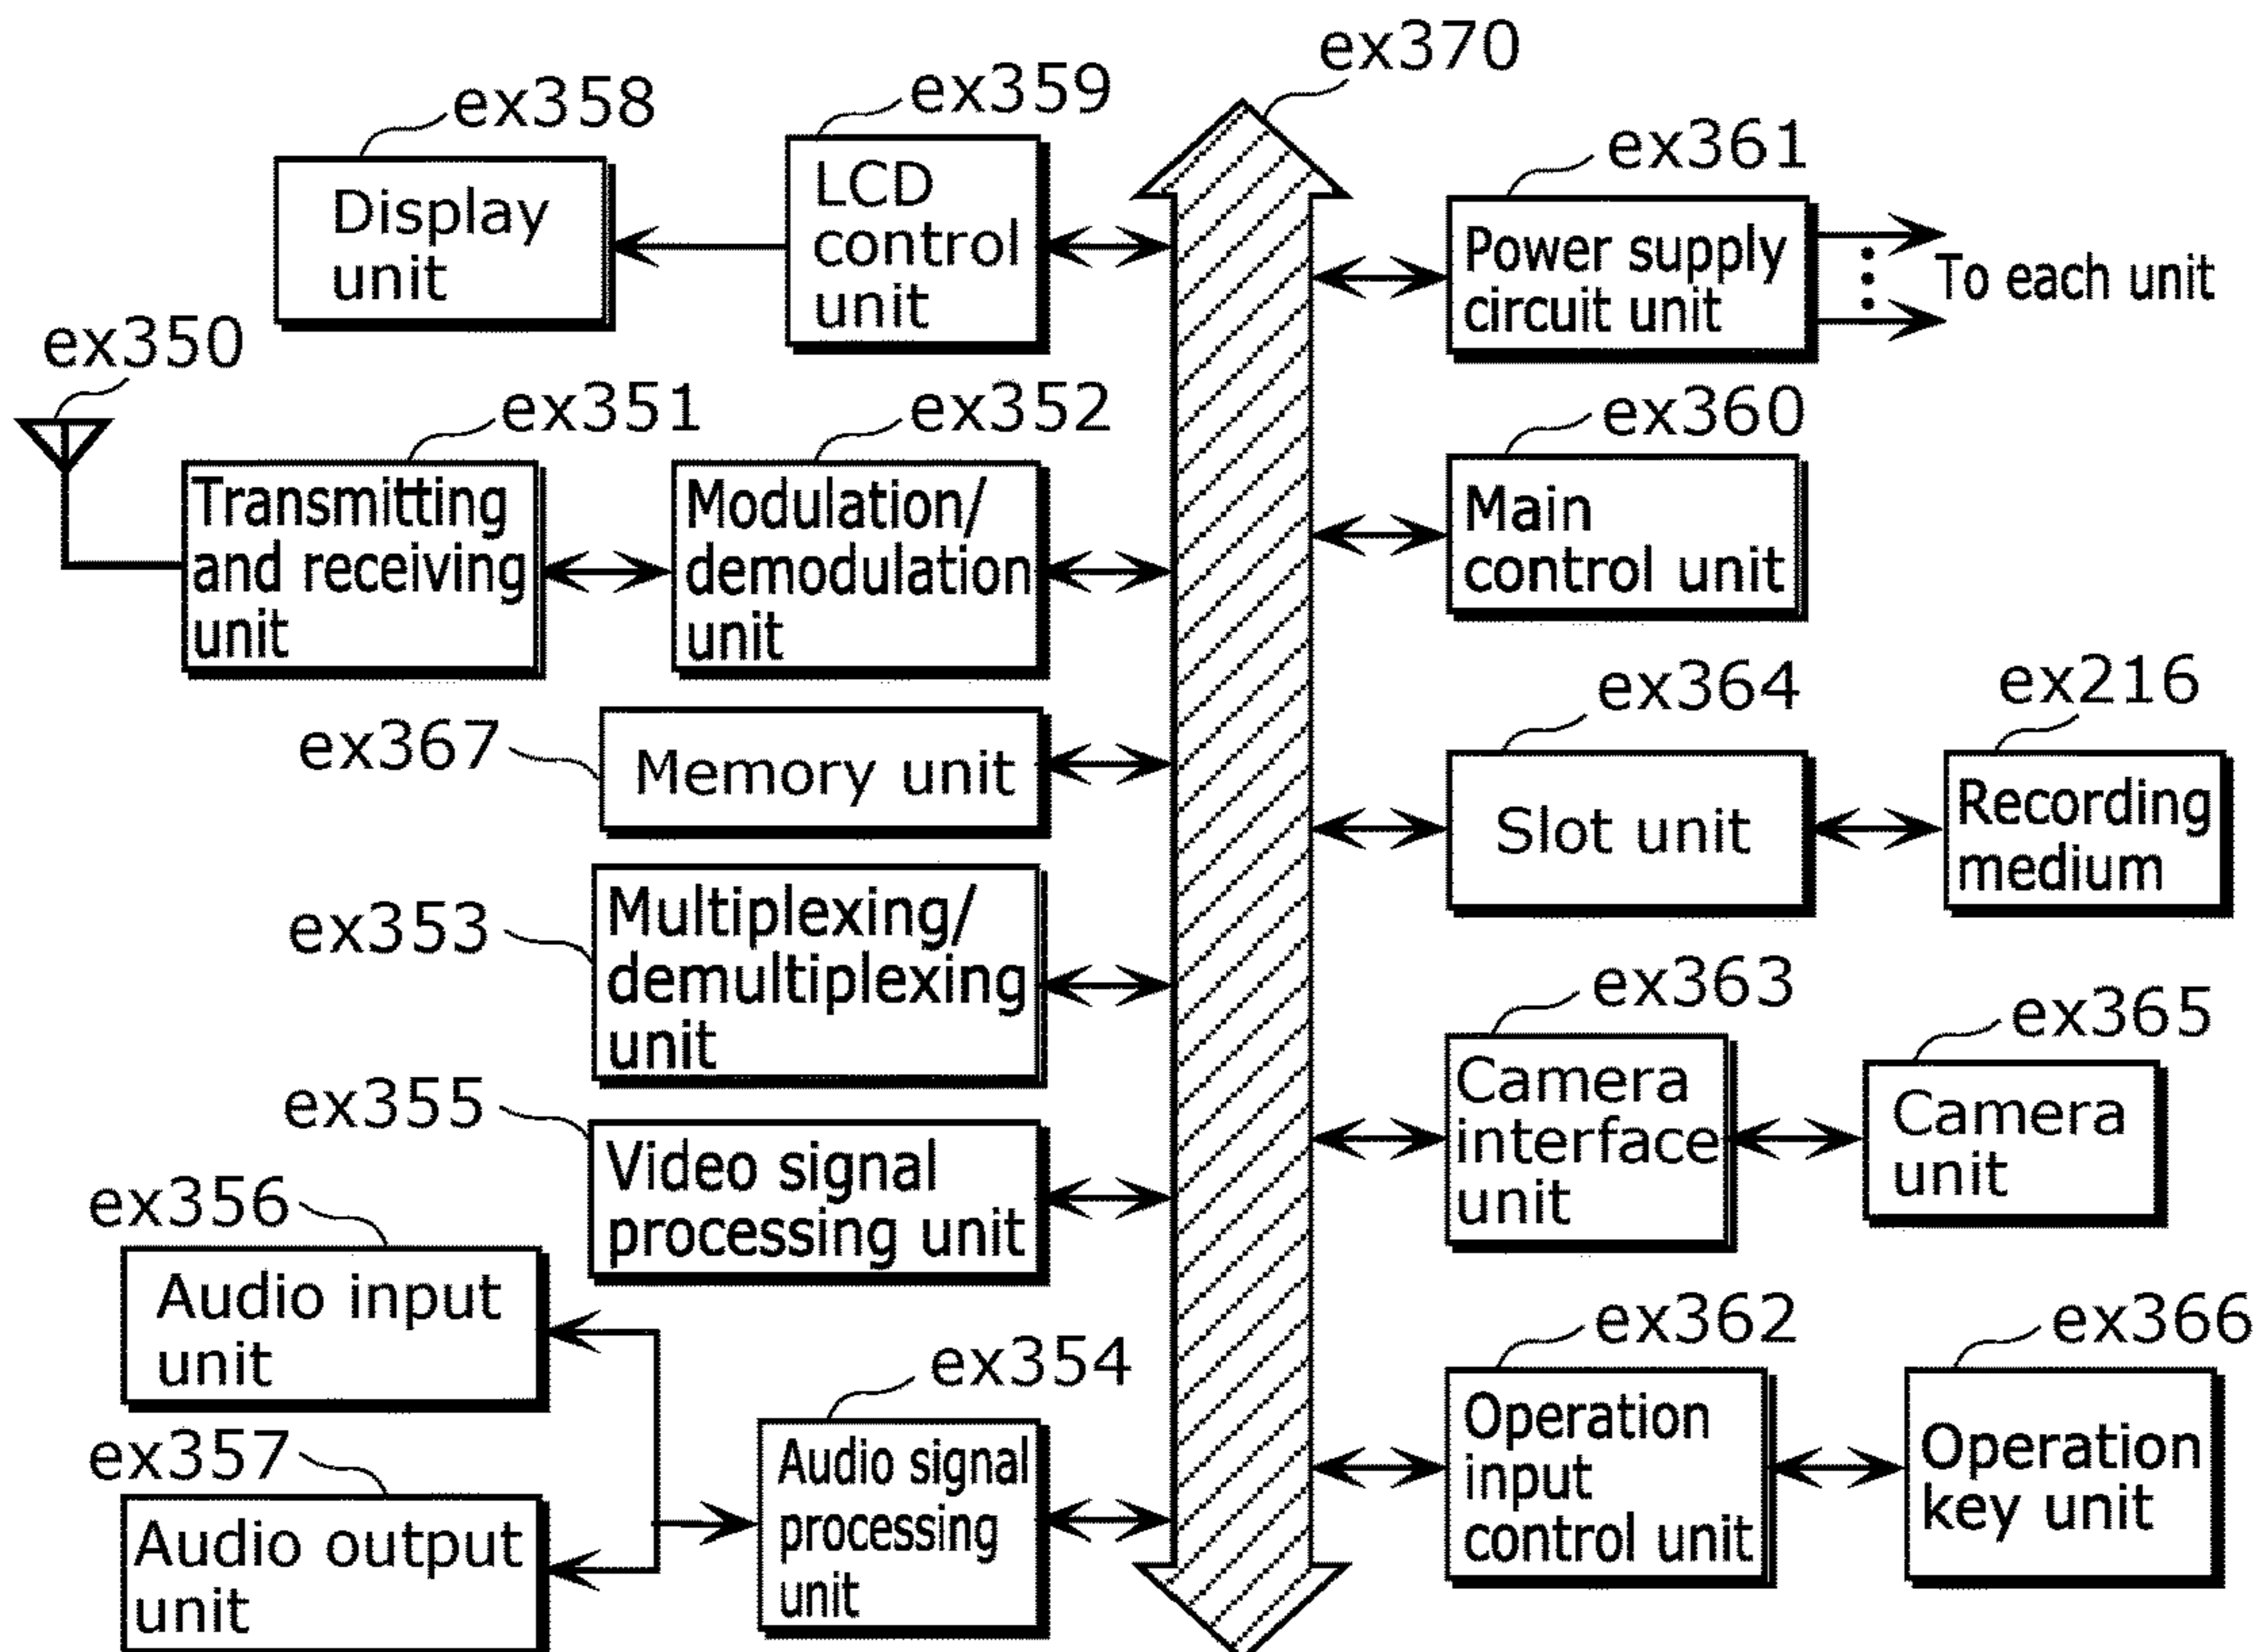 ex370
ex358
ex359
ex361
Display
unit
LCD
control
unit
Power supply
circuit unit
To each unit
ex350
ex351
ex352
ex360
Transmitting
and receiving
unit
Modulation/
demodulation
unit
Main
control unit
ex367
Memory unit
ex364
ex216
Slot unit
Recording
medium
ex353
Multiplexing/
demultiplexing
unit
ex363
ex365
Camera
interface
unit
Camera
unit
ex355
Video signal
processing unit
ex356
Audio input
unit
ex354
ex362
ex366
ex357
Audio output
unit
Audio signal
processing
unit
Operation
input
control unit
Operation
key unit